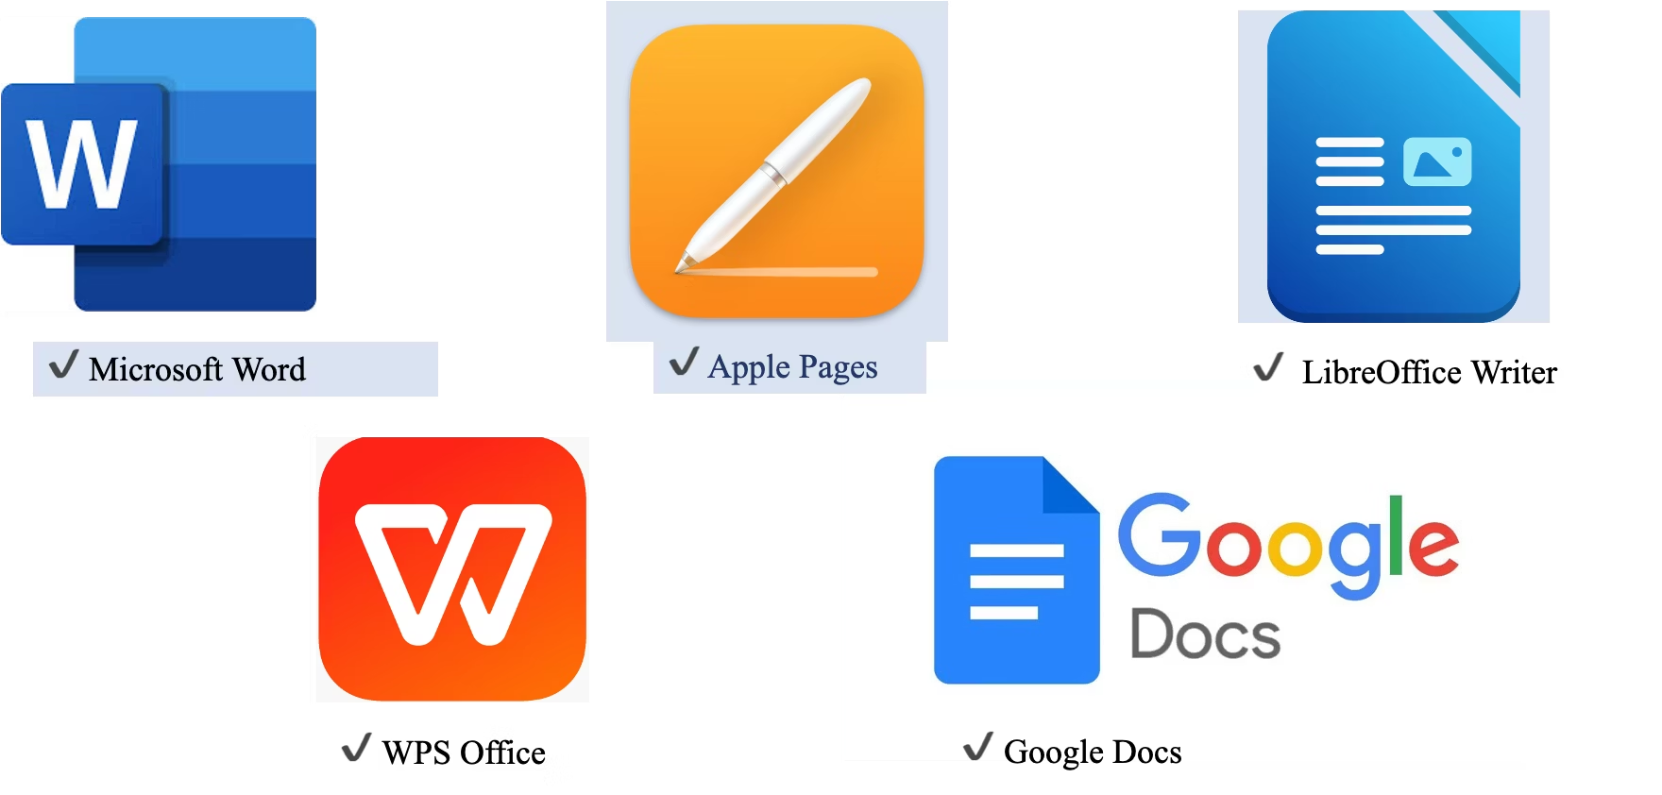 W
✓ Microsoft Word
✓ Apple Pages
✓ LibreOffice Writer
W
Google
Docs
✓ WPS Office
✓ Google Docs